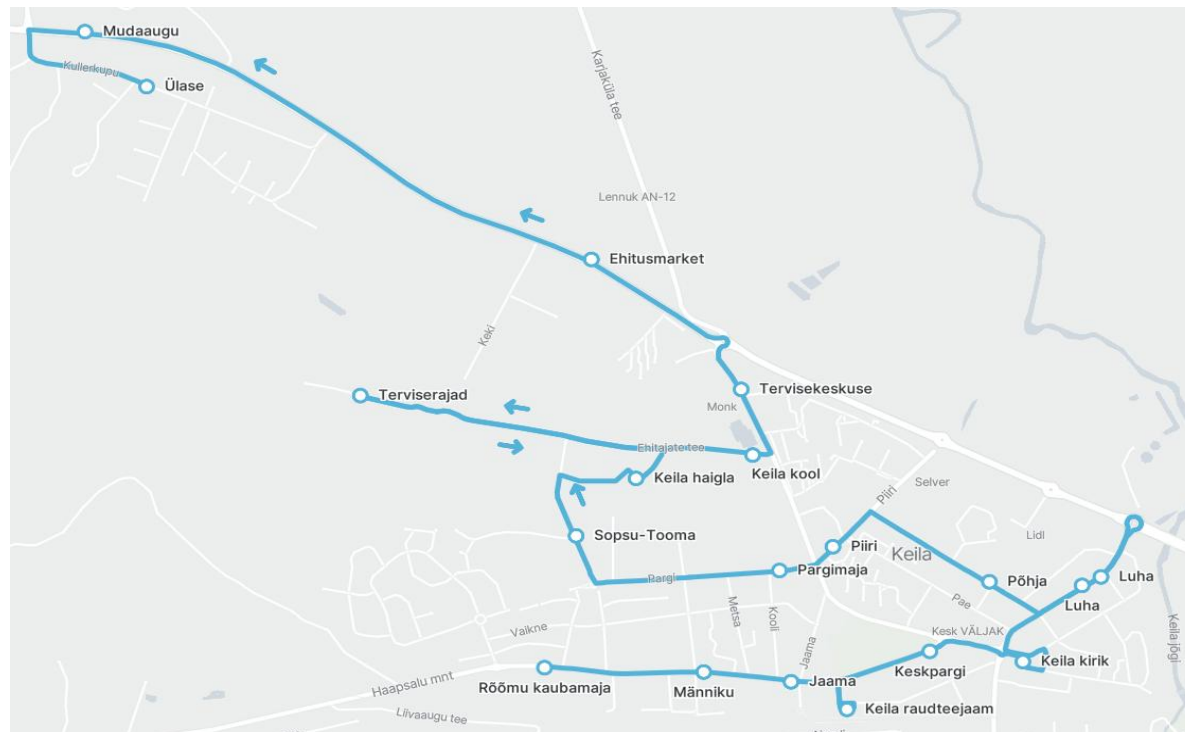 Mudaaugu
Kullerkupu
Ülase
Karjaküla tee
Lennuk AN-12
Ehitusmarket
Keki
Terviserajad
Tervisekeskuse
Monk
Ehitajate tee
Keila haigla
Keila kool
Piiri
Selver
Sopsu-Tooma
Lidl
Piiri
Keila
Pargi
Pargimaja
Põhja
Luha
Luha
Metsa
Kooli
Pae
Vaikne
Jaama
Kesk VÄLJAK
Keila jõgi
Keila kirik
Haapsalu mnt
Rõõmu kaubamaja
Männiku
Jaama
Keskpargi
Keila raudteejaam
Liivaaugu tee